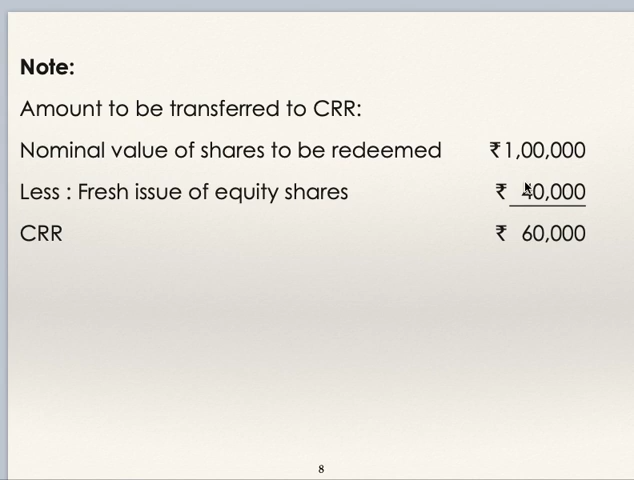 Note:
Amount to be transferred to CRR:
Nominal value of shares to be redeemed ₹1,00,000
Less : Fresh issue of equity shares ₹ 40,000
CRR ₹ 60,000
8